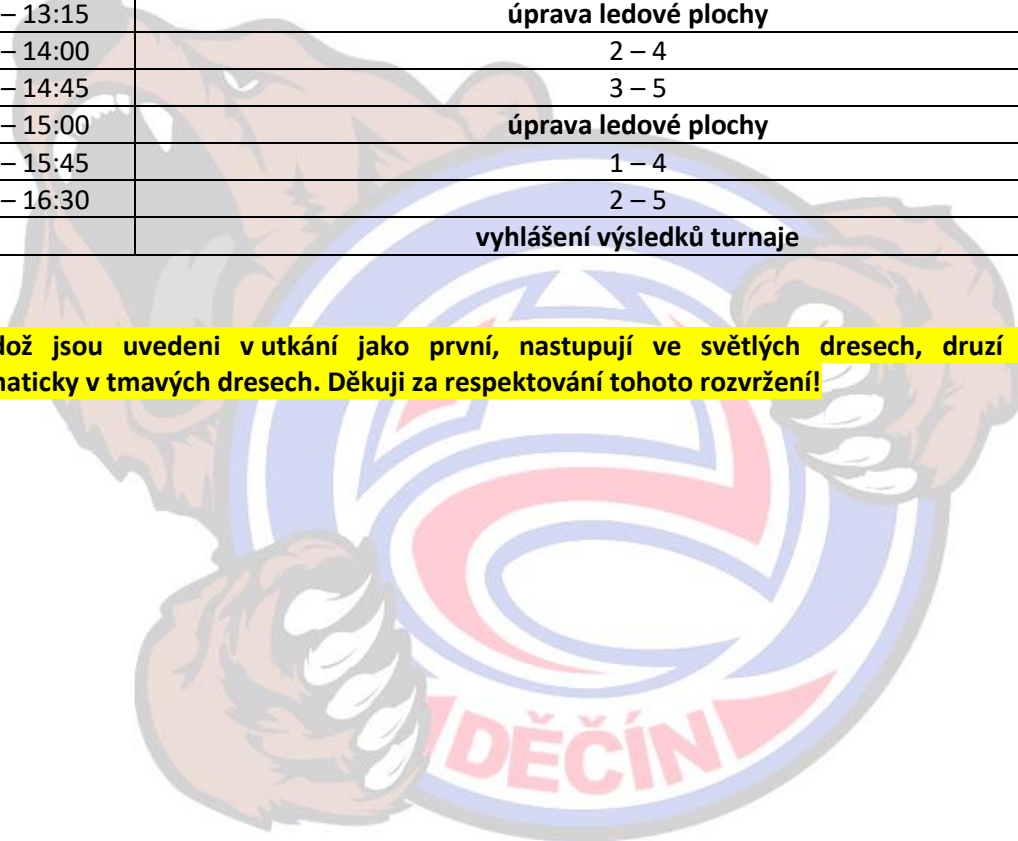 – 13:15 úprava ledové plochy
– 14:00 2 – 4
– 14:45 3 – 5
– 15:00 úprava ledové plochy
– 15:45 1 – 4
– 16:30 2 – 5
vyhlášení výsledků turnaje
dož jsou uvedeni v utkání jako první, nastupují ve světlých dresech, druzí
naticky v tmavých dresech. Děkuji za respektování tohoto rozvržení!
DĚČÍN